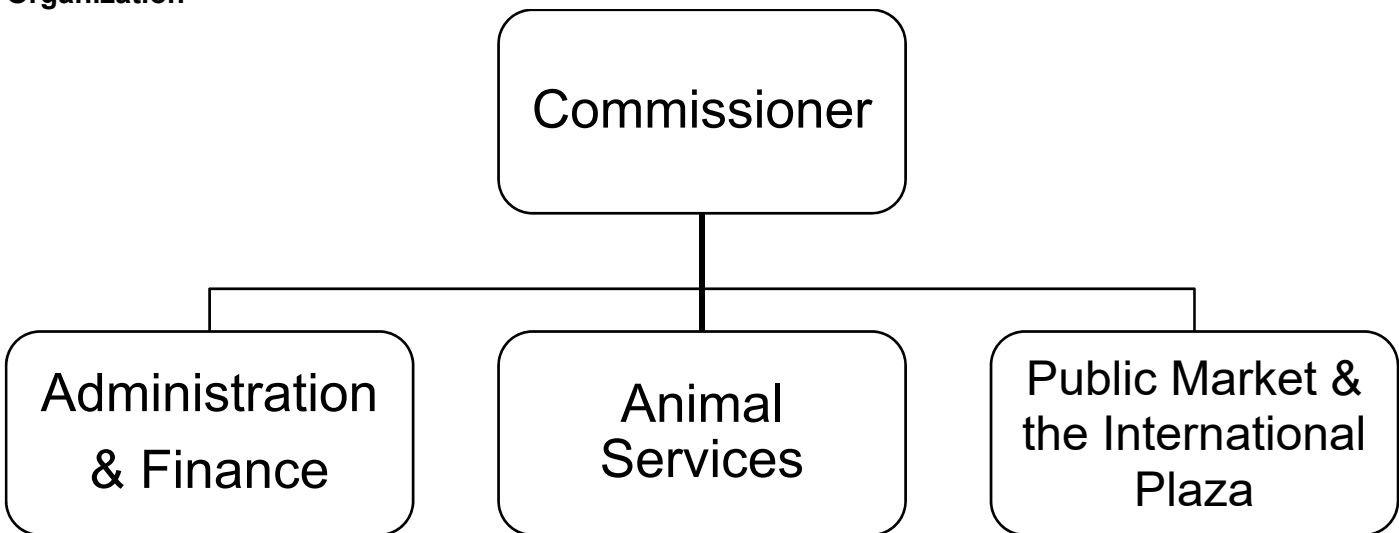 Organization
Commissioner
Administration
& Finance
Animal
Services
Public Market &
the International
Plaza